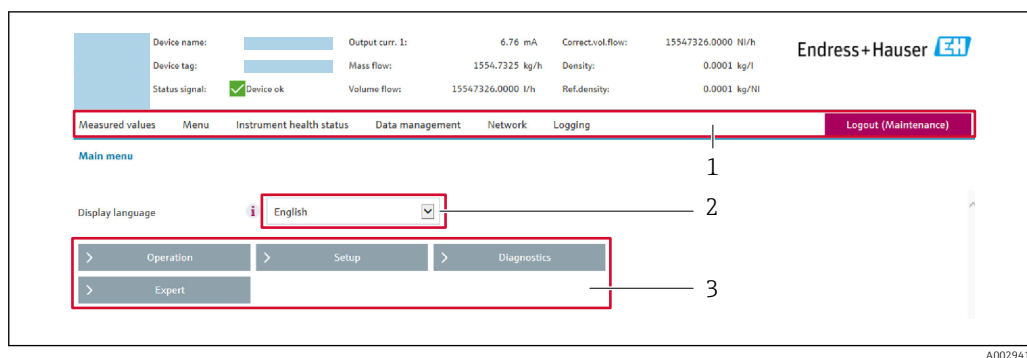 Device name: Output curr. 1: 6.76 mA Correct.vol.flow: 15547326.0000 Nl/h
Endress+Hauser EH
Device tag: Mass flow: 1554.7325 kg/h Density: 0.0001 kg/l
Status signal: Device ok Volume flow: 15547326.0000 l/h Ref.density: 0.0001 kg/Nl
Measured values Menu Instrument health status Data management Network Logging Logout (Maintenance)
1
Main menu
Display language i English 2
> Operation > Setup > Diagnostics
> Expert 3